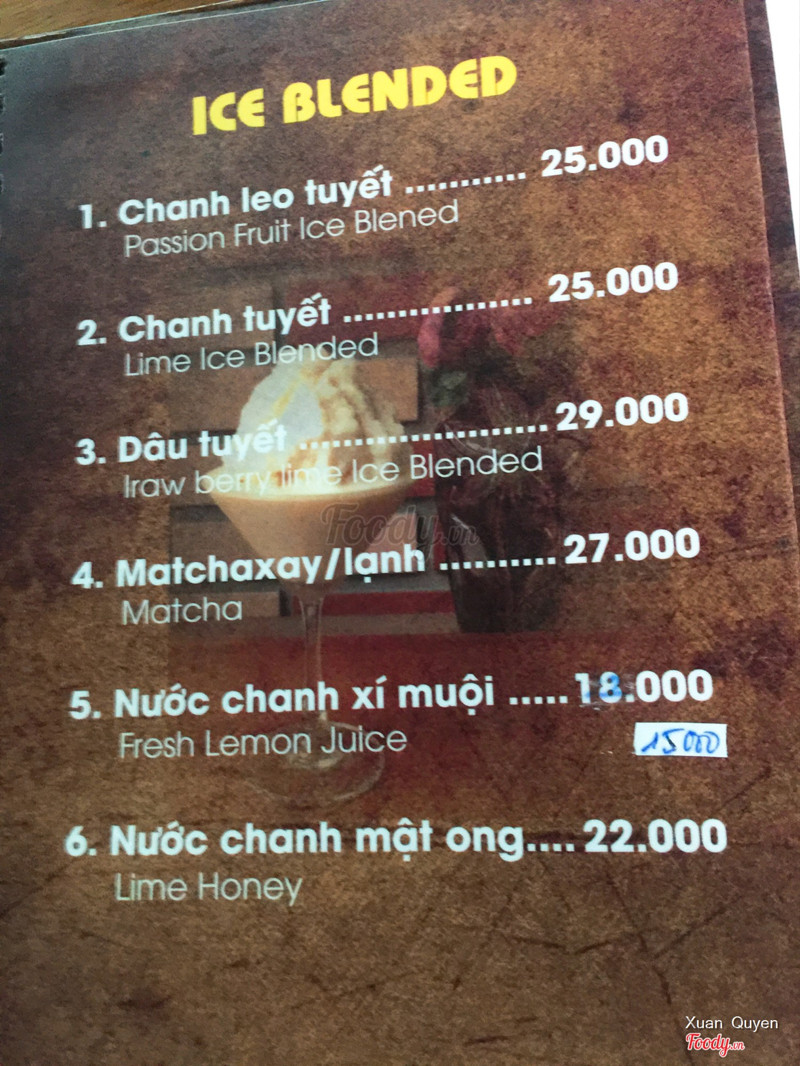 ICE BLENDED
1. Chanh leo tuyết ........... 25.000
Passion Fruit Ice Blened
2. Chanh tuyết .................. 25.000
Lime Ice Blended
3. Dâu tuyết .......................29.000
Iraw berry lime Ice Blended
Foody.vn
4. Matchaxay/lạnh ...........27.000
Matcha
5. Nước chanh xí muội .....18.000
Fresh Lemon Juice 15000
6. Nước chanh mật ong....22.000
Lime Honey
Xuan Quyen
Foody.vn